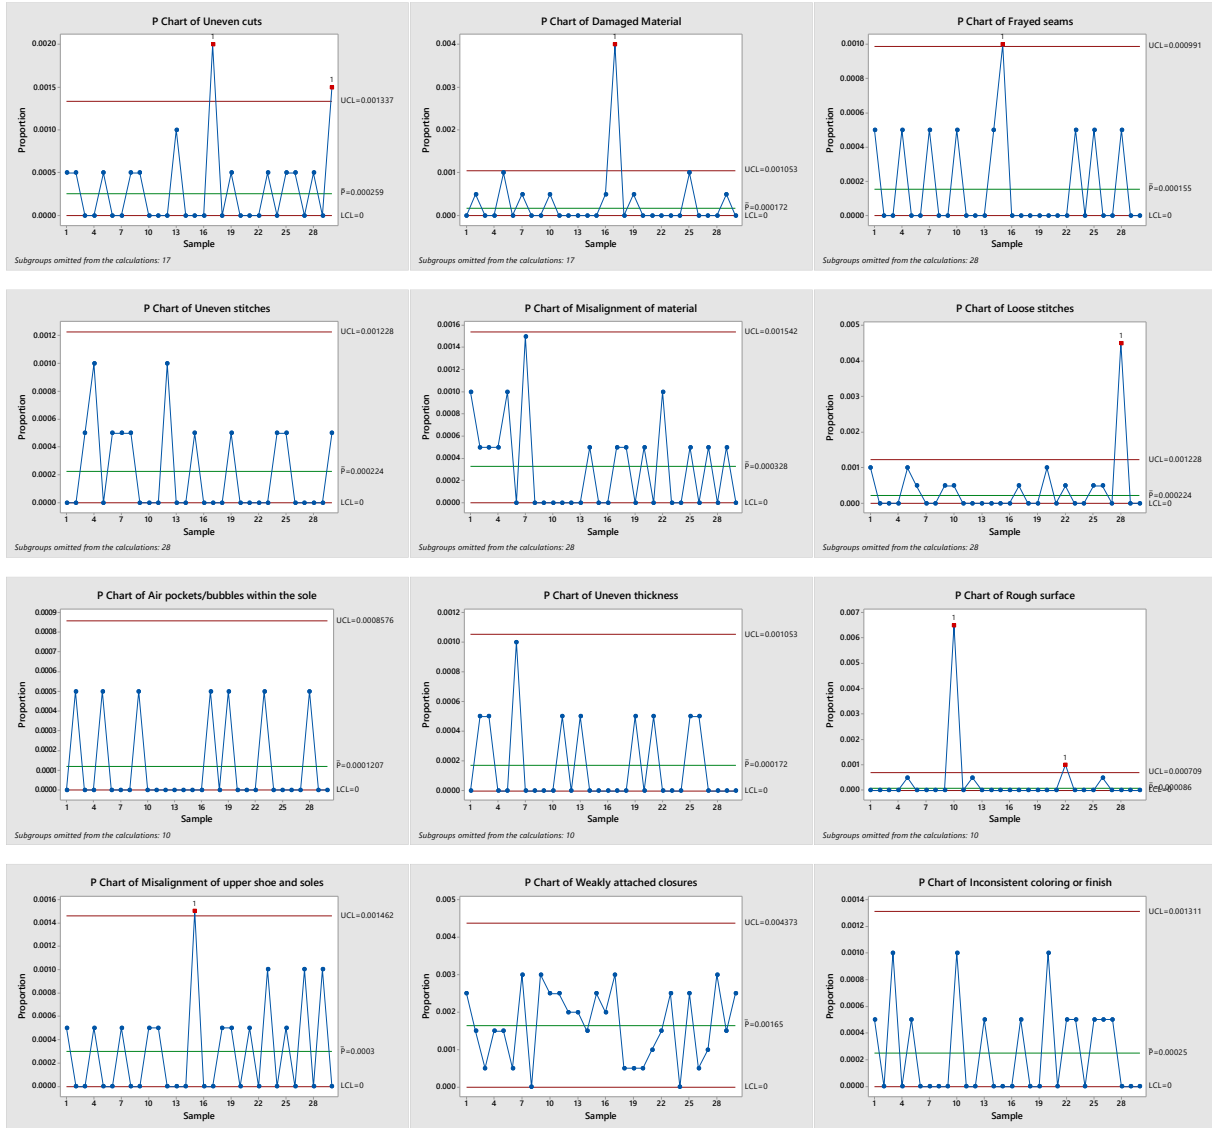 P Chart of Uneven cuts
0.0020
0.0015
0.0010
0.0005
0.0000
Proportion
1
1
UCL=0.001337
P̄=0.000259
LCL=0
1 4 7 10 13 16 19 22 25 28
Sample
Subgroups omitted from the calculations: 17
P Chart of Damaged Material
0.004
0.003
0.002
0.001
0.000
Proportion
1
UCL=0.001053
P̄=0.000172
LCL=0
1 4 7 10 13 16 19 22 25 28
Sample
Subgroups omitted from the calculations: 17
P Chart of Frayed seams
0.0010
0.0008
0.0006
0.0004
0.0002
0.0000
Proportion
1
UCL=0.000991
P̄=0.000155
LCL=0
1 4 7 10 13 16 19 22 25 28
Sample
Subgroups omitted from the calculations: 28
P Chart of Uneven stitches
0.0012
0.0010
0.0008
0.0006
0.0004
0.0002
0.0000
Proportion
UCL=0.001228
P̄=0.000224
LCL=0
1 4 7 10 13 16 19 22 25 28
Sample
Subgroups omitted from the calculations: 28
P Chart of Misalignment of material
0.0016
0.0014
0.0012
0.0010
0.0008
0.0006
0.0004
0.0002
0.0000
Proportion
UCL=0.001542
P̄=0.000328
LCL=0
1 4 7 10 13 16 19 22 25 28
Sample
Subgroups omitted from the calculations: 28
P Chart of Loose stitches
0.005
0.004
0.003
0.002
0.001
0.000
Proportion
1
UCL=0.001228
P̄=0.000224
LCL=0
1 4 7 10 13 16 19 22 25 28
Sample
Subgroups omitted from the calculations: 28
P Chart of Air pockets/bubbles within the sole
0.0009
0.0008
0.0007
0.0006
0.0005
0.0004
0.0003
0.0002
0.0001
0.0000
Proportion
UCL=0.0008576
P̄=0.0001207
LCL=0
1 4 7 10 13 16 19 22 25 28
Sample
Subgroups omitted from the calculations: 10
P Chart of Uneven thickness
0.0012
0.0010
0.0008
0.0006
0.0004
0.0002
0.0000
Proportion
UCL=0.001053
P̄=0.000172
LCL=0
1 4 7 10 13 16 19 22 25 28
Sample
Subgroups omitted from the calculations: 10
P Chart of Rough surface
0.007
0.006
0.005
0.004
0.003
0.002
0.001
0.000
Proportion
1
1
UCL=0.000709
P̄=0.000086
LCL=0
1 4 7 10 13 16 19 22 25 28
Sample
Subgroups omitted from the calculations: 10
P Chart of Misalignment of upper shoe and soles
0.0016
0.0014
0.0012
0.0010
0.0008
0.0006
0.0004
0.0002
0.0000
Proportion
1
UCL=0.001462
P̄=0.0003
LCL=0
1 4 7 10 13 16 19 22 25 28
Sample
P Chart of Weakly attached closures
0.005
0.004
0.003
0.002
0.001
0.000
Proportion
UCL=0.004373
P̄=0.00165
LCL=0
1 4 7 10 13 16 19 22 25 28
Sample
P Chart of Inconsistent coloring or finish
0.0014
0.0012
0.0010
0.0008
0.0006
0.0004
0.0002
0.0000
Proportion
UCL=0.001311
P̄=0.00025
LCL=0
1 4 7 10 13 16 19 22 25 28
Sample